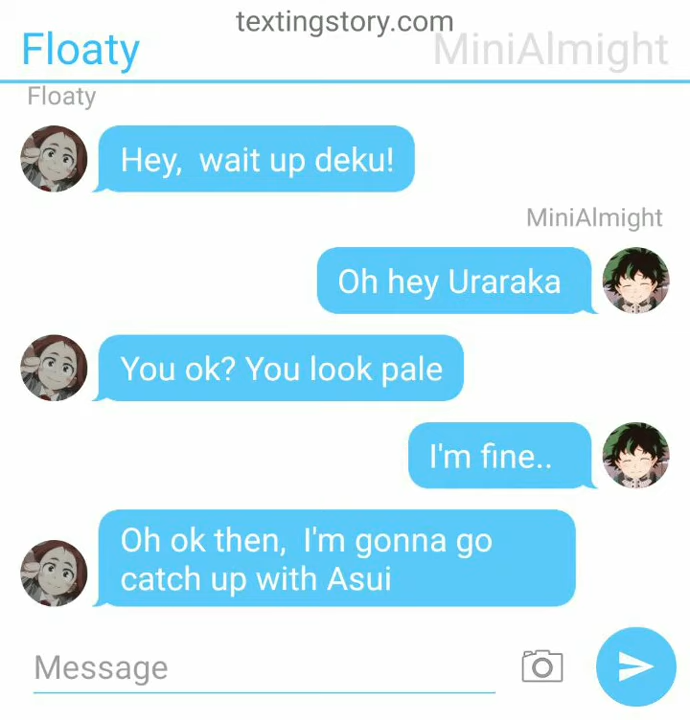 textingstory.com
Floaty
MiniAlmight
Floaty
Hey,  wait up deku!
MiniAlmight
Oh hey Uraraka
You ok? You look pale
I'm fine..
Oh ok then,  I'm gonna go
catch up with Asui
Message